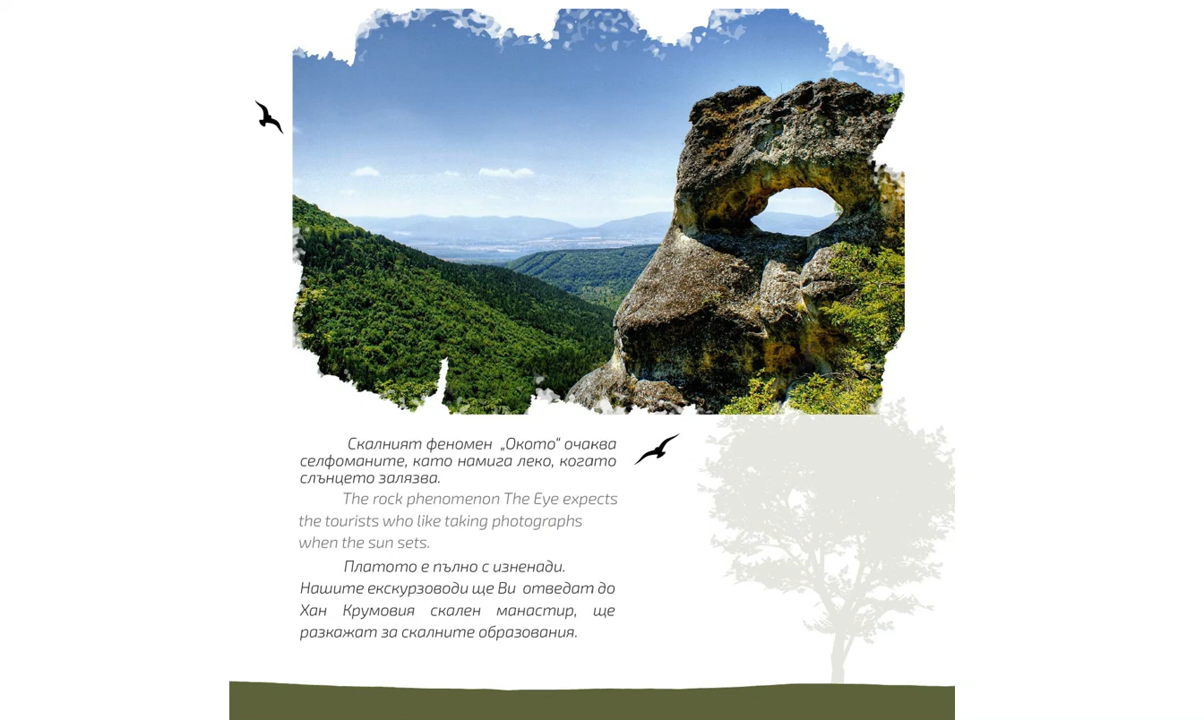 Скалният феномен „Окото“ очаква
селфоманите, като намига леко, когато
слънцето залязва.
The rock phenomenon The Eye expects
the tourists who like taking photographs
when the sun sets.
Платото е пълно с изненади.
Нашите екскурзоводи ще Ви отведат до
Хан Крумовия скален манастир, ще
разкажат за скалните образования.